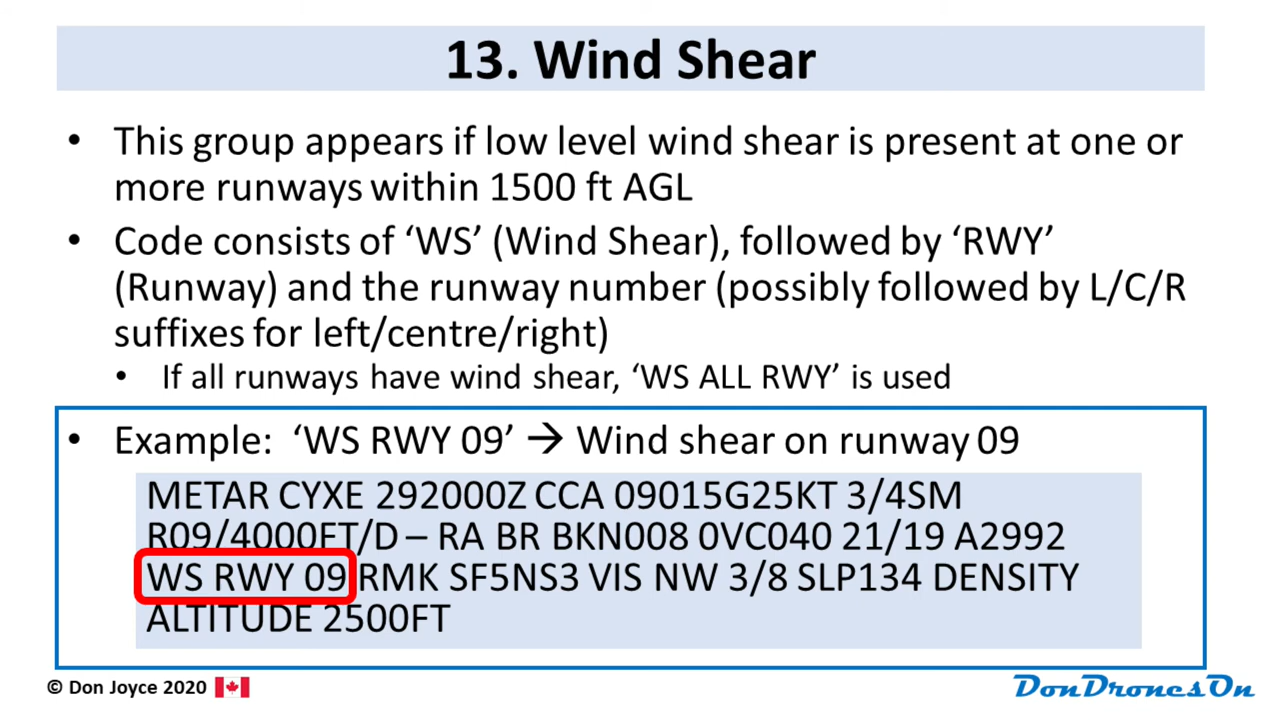 13. Wind Shear
• This group appears if low level wind shear is present at one or
more runways within 1500 ft AGL
• Code consists of ‘WS’ (Wind Shear), followed by ‘RWY’
(Runway) and the runway number (possibly followed by L/C/R
suffixes for left/centre/right)
• If all runways have wind shear, ‘WS ALL RWY’ is used
• Example: ‘WS RWY 09’ → Wind shear on runway 09
METAR CYXE 292000Z CCA 09015G25KT 3/4SM
R09/4000FT/D – RA BR BKN008 0VC040 21/19 A2992
WS RWY 09 RMK SF5NS3 VIS NW 3/8 SLP134 DENSITY
ALTITUDE 2500FT
© Don Joyce 2020
DonDronesOn